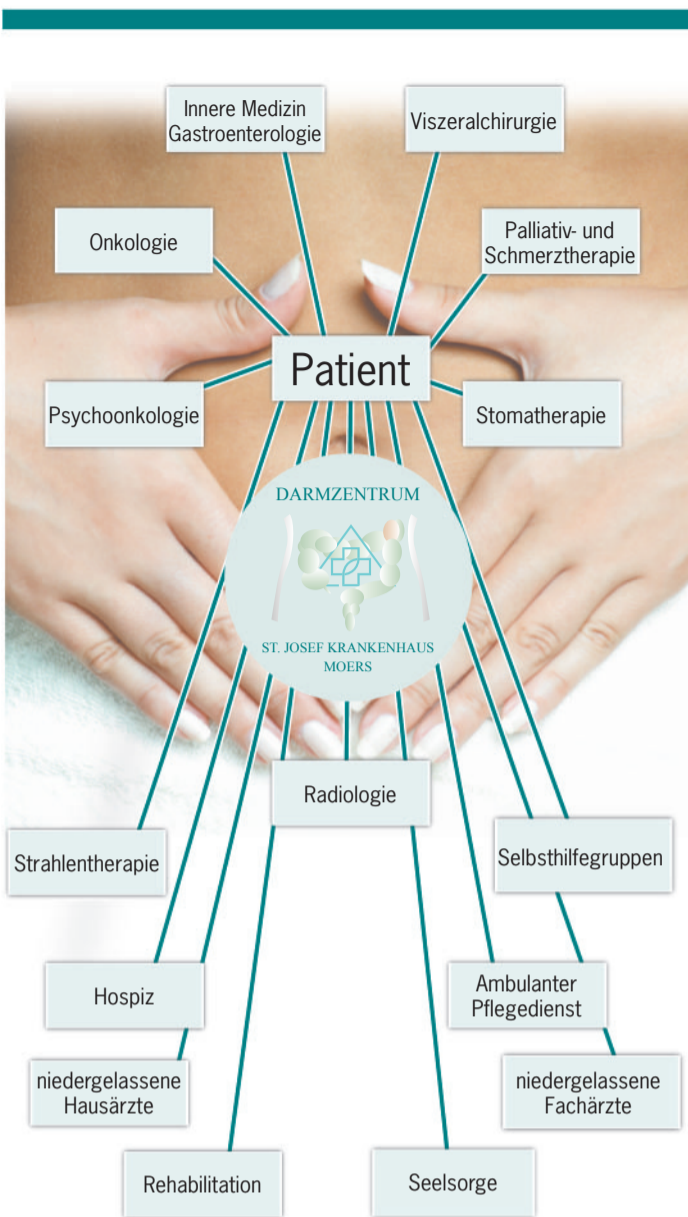 Innere Medizin
Gastroenterologie
Viszeralchirurgie
Onkologie
Palliativ- und
Schmerztherapie
Patient
Psychoonkologie
Stomatherapie
DARMZENTRUM
ST. JOSEF KRANKENHAUS
MOERS
Radiologie
Strahlentherapie
Selbsthilfegruppen
Hospiz
Ambulanter
Pflegedienst
niedergelassene
Hausärzte
niedergelassene
Fachärzte
Rehabilitation
Seelsorge